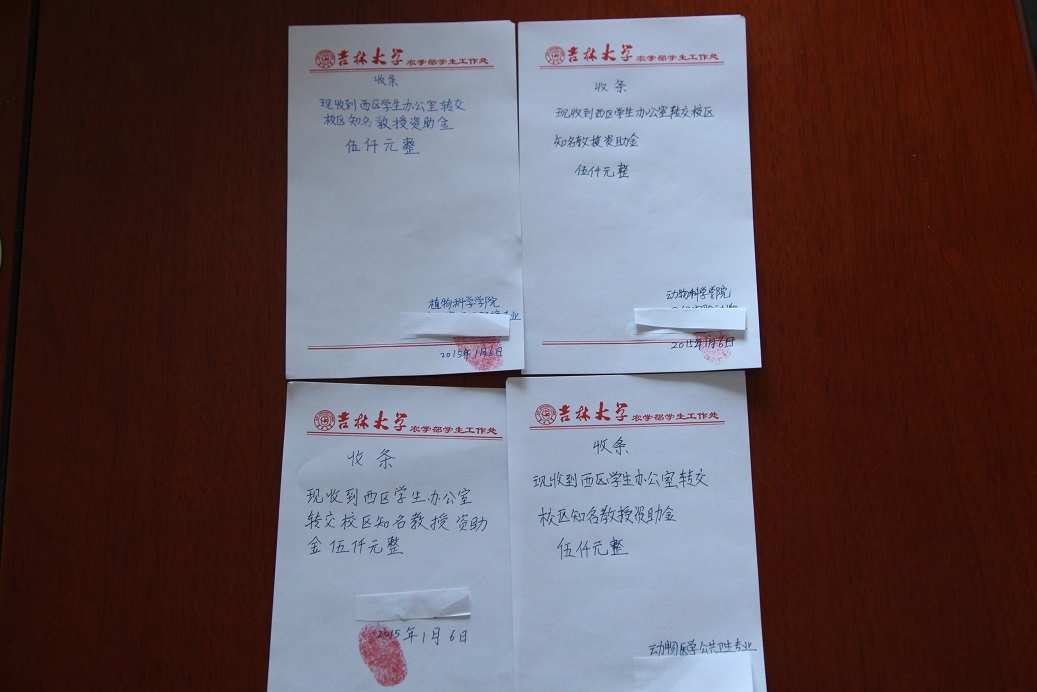 吉林大学 农学部学生工作处
收条
现收到西区学生办公室转交
校区知名教授资助金
伍仟元整
植物科学学院
专业
2015年1月6日
吉林大学 农学部学生工作处
收条
现收到西区学生办公室转交校区
知名教授资助金
伍仟元整
动物科学学院
2015年1月6日
吉林大学 农学部学生工作处
收条
现收到西区学生办公室
转交校区知名教授资助
金伍仟元整
2015年1月6日
吉林大学 农学部学生工作处
收条
现收到西区学生办公室转交
校区知名教授资助金
伍仟元整
动物医学公共卫生专业